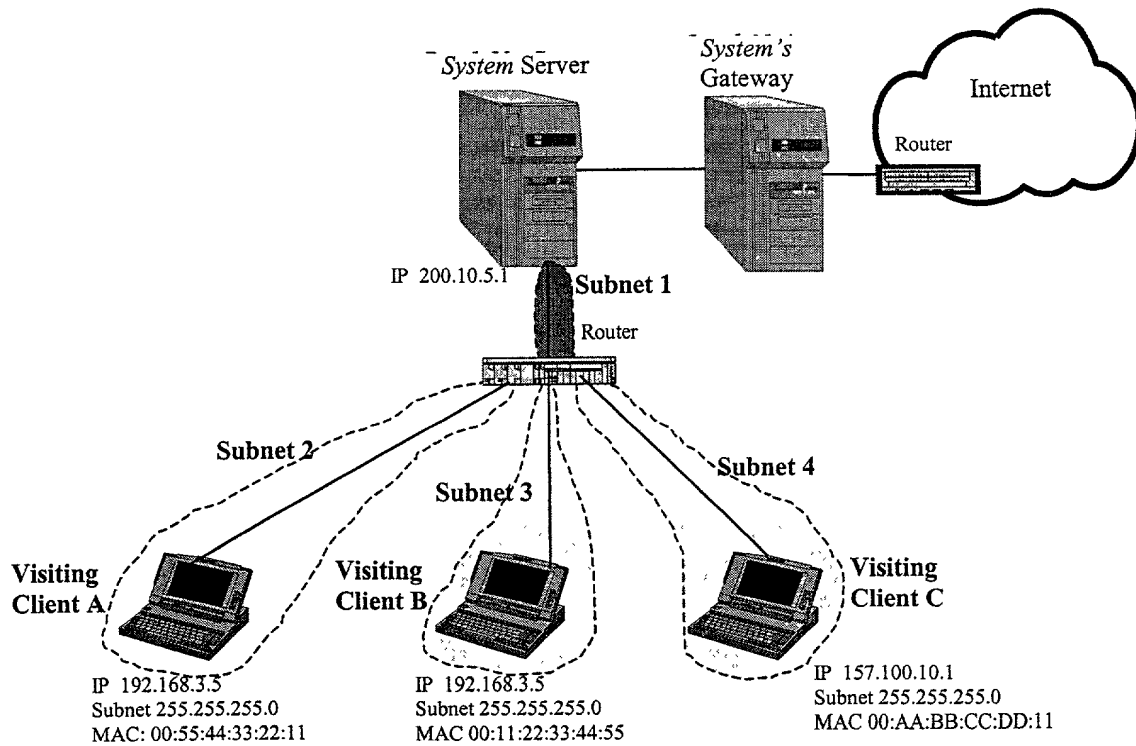 System Server
System's
Gateway
Internet
Router
IP 200.10.5.1
Subnet 1
Router
Subnet 2
Subnet 3
Subnet 4
Visiting
Client A
Visiting
Client B
Visiting
Client C
IP 192.168.3.5
Subnet 255.255.255.0
MAC: 00:55:44:33:22:11
IP 192.168.3.5
Subnet 255.255.255.0
MAC 00:11:22:33:44:55
IP 157.100.10.1
Subnet 255.255.255.0
MAC 00:AA:BB:CC:DD:11